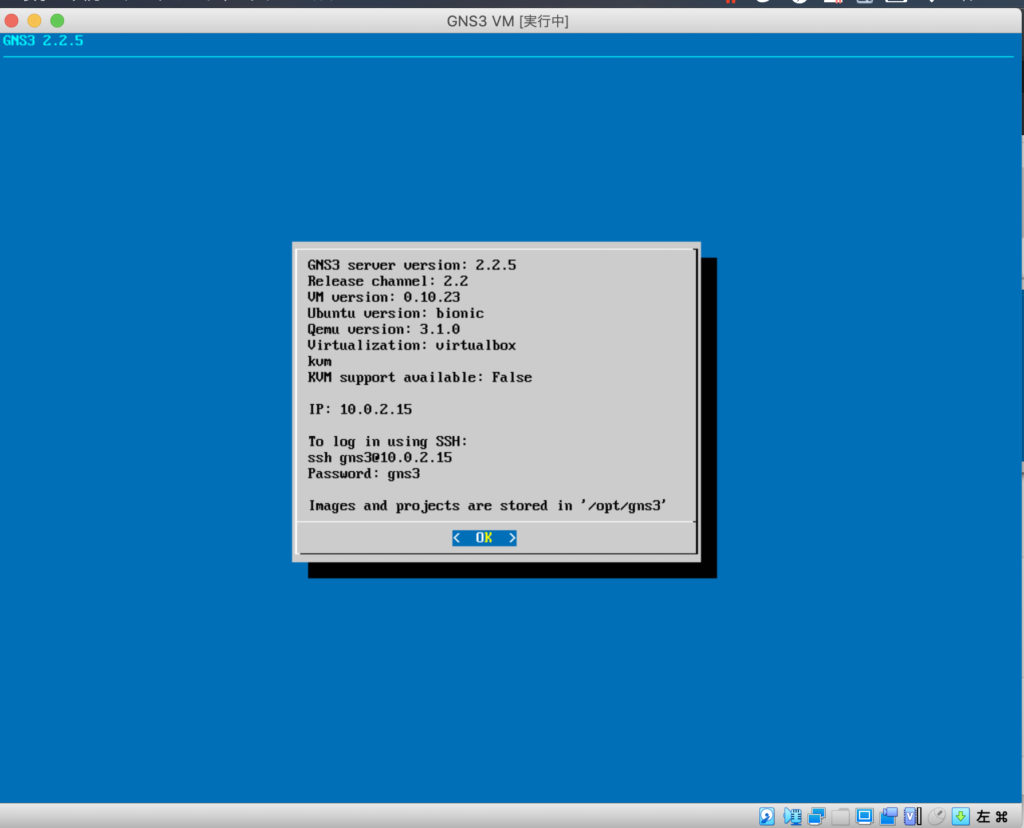 GNS3 VM [実行中]
GNS3 2.2.5
GNS3 server version: 2.2.5
Release channel: 2.2
VM version: 0.10.23
Ubuntu version: bionic
Qemu version: 3.1.0
Virtualization: virtualbox
kvm
KVM support available: False
IP: 10.0.2.15
To log in using SSH:
ssh gns3@10.0.2.15
Password: gns3
Images and projects are stored in '/opt/gns3'
< OK >
左 ⌘